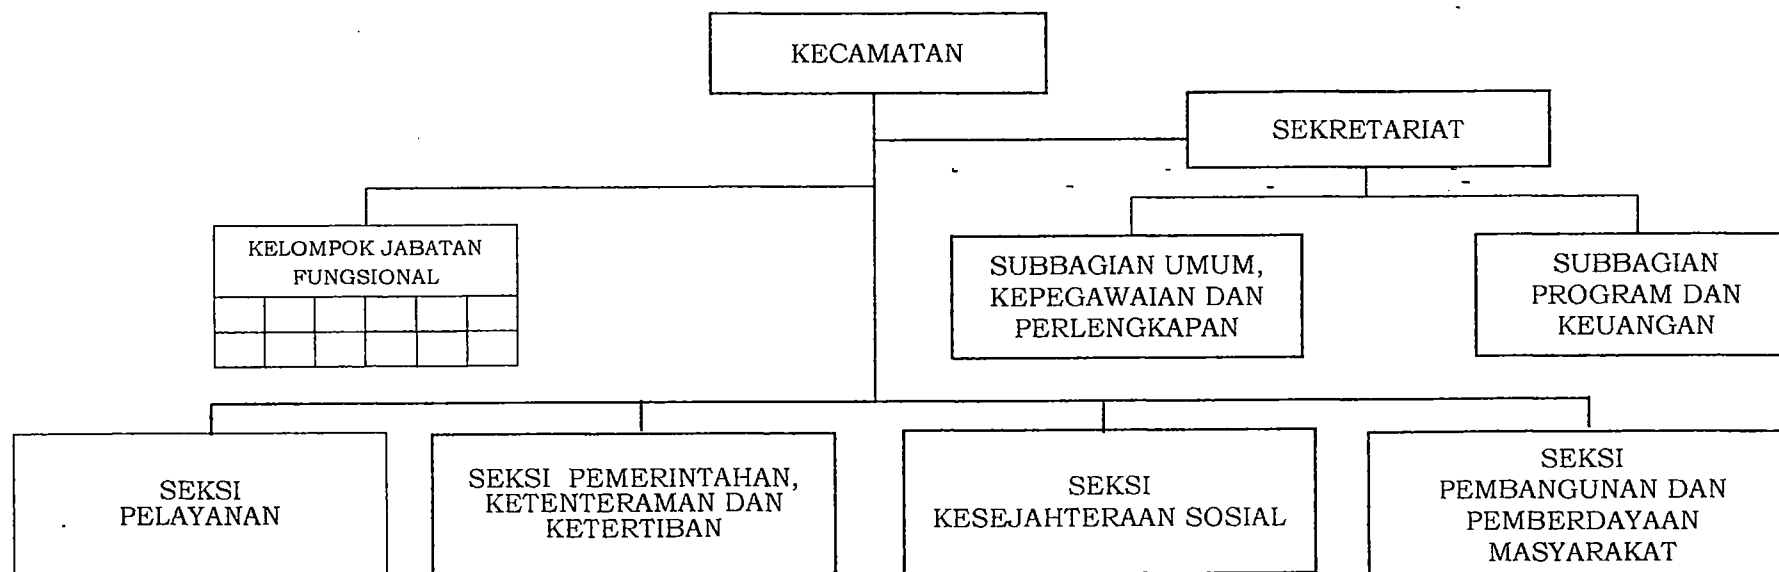 KECAMATAN
SEKRETARIAT
KELOMPOK JABATAN
FUNGSIONAL
SUBBAGIAN UMUM,
KEPEGAWAIAN DAN
PERLENGKAPAN
SUBBAGIAN
PROGRAM DAN
KEUANGAN
SEKSI
PELAYANAN
SEKSI PEMERINTAHAN,
KETENTERAMAN DAN
KETERTIBAN
SEKSI
KESEJAHTERAAN SOSIAL
SEKSI
PEMBANGUNAN DAN
PEMBERDAYAAN
MASYARAKAT